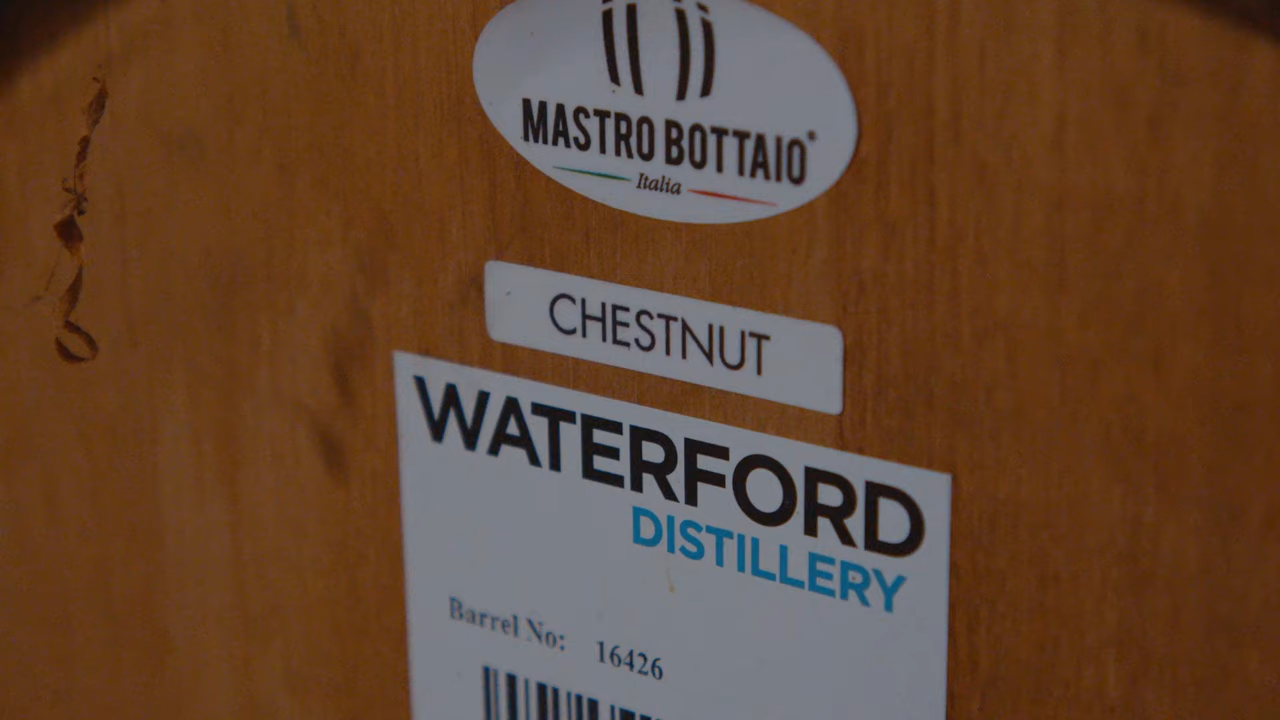 MASTRO BOTTAIO®
Italia
CHESTNUT
WATERFORD
DISTILLERY
Barrel No: 16426